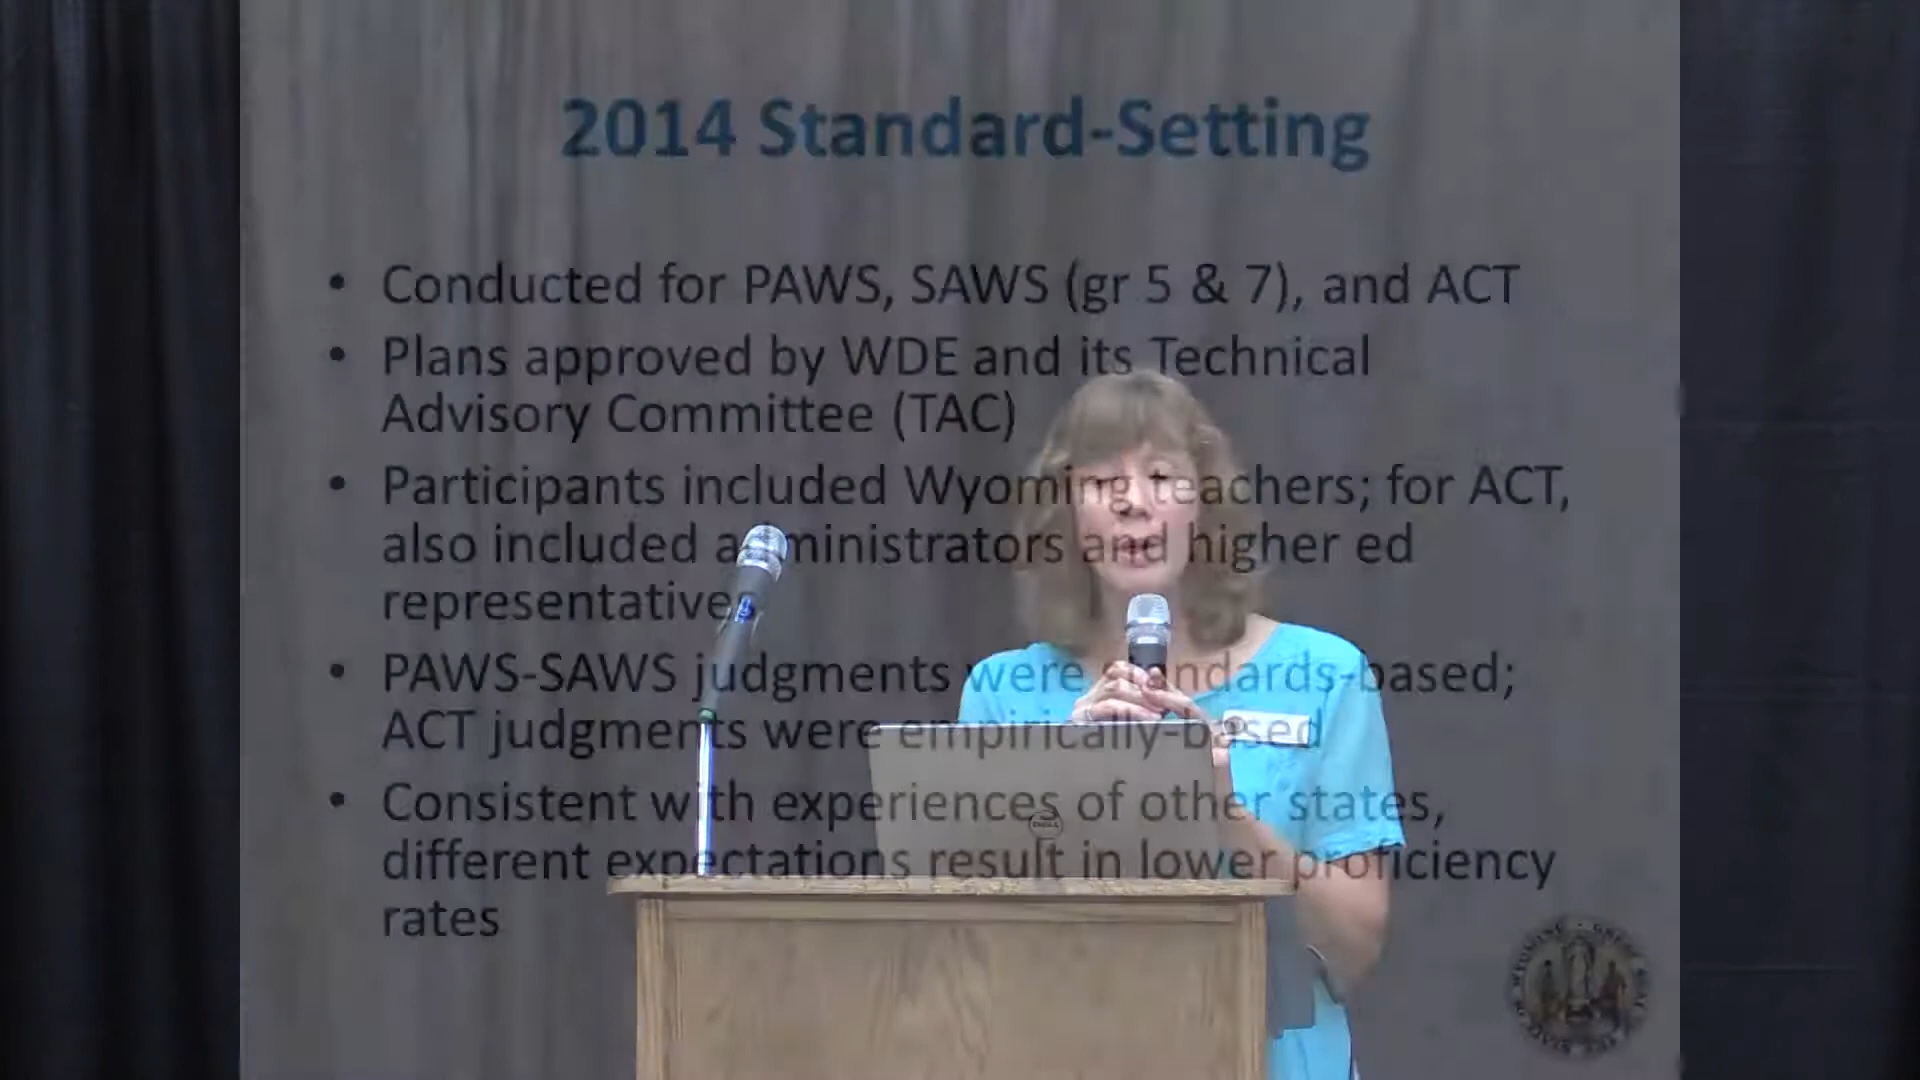 2014 Standard-Setting
• Conducted for PAWS, SAWS (gr 5 & 7), and ACT
• Plans approved by WDE and its Technical
Advisory Committee (TAC)
• Participants included Wyoming teachers; for ACT,
also included administrators and higher ed
representatives
• PAWS-SAWS judgments were standards-based;
ACT judgments were empirically-based
• Consistent with experiences of other states,
different expectations result in lower proficiency
rates
DELL